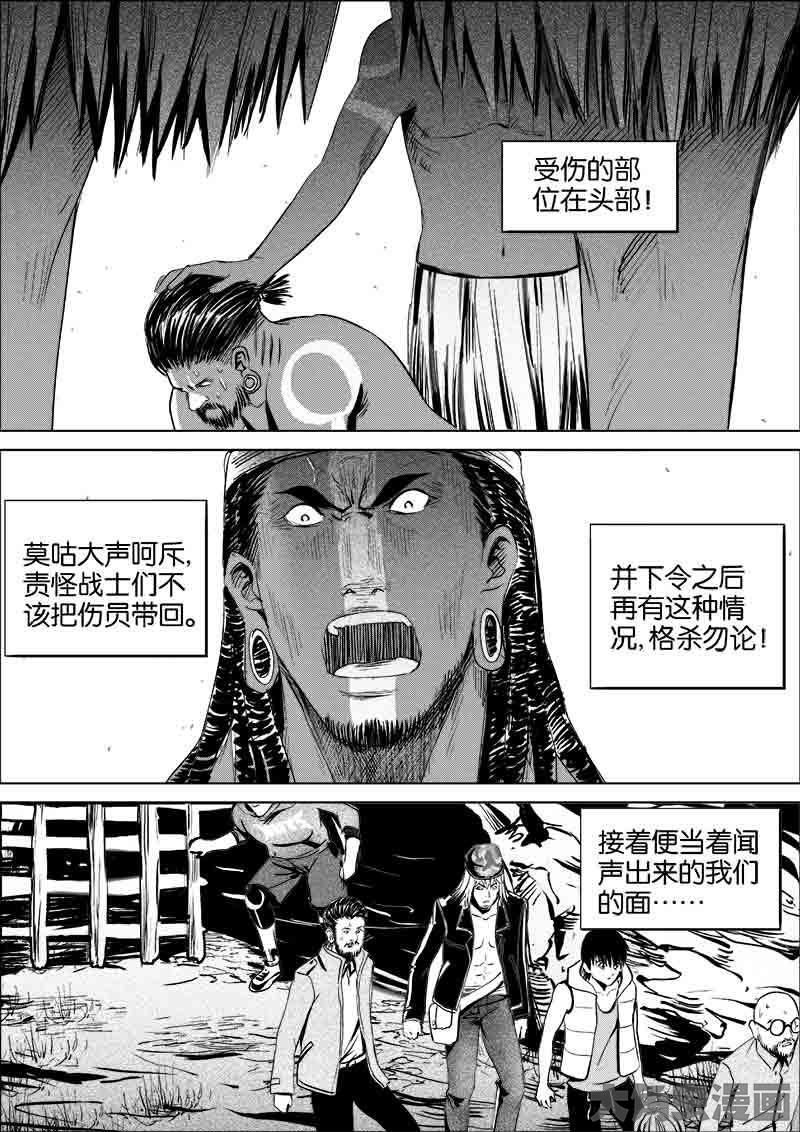 受伤的部
位在头部！
莫咕大声呵斥，
责怪战士们不
该把伤员带回。
并下令之后
再有这种情
况，格杀勿论！
接着便当着闻
声出来的我们
的面……